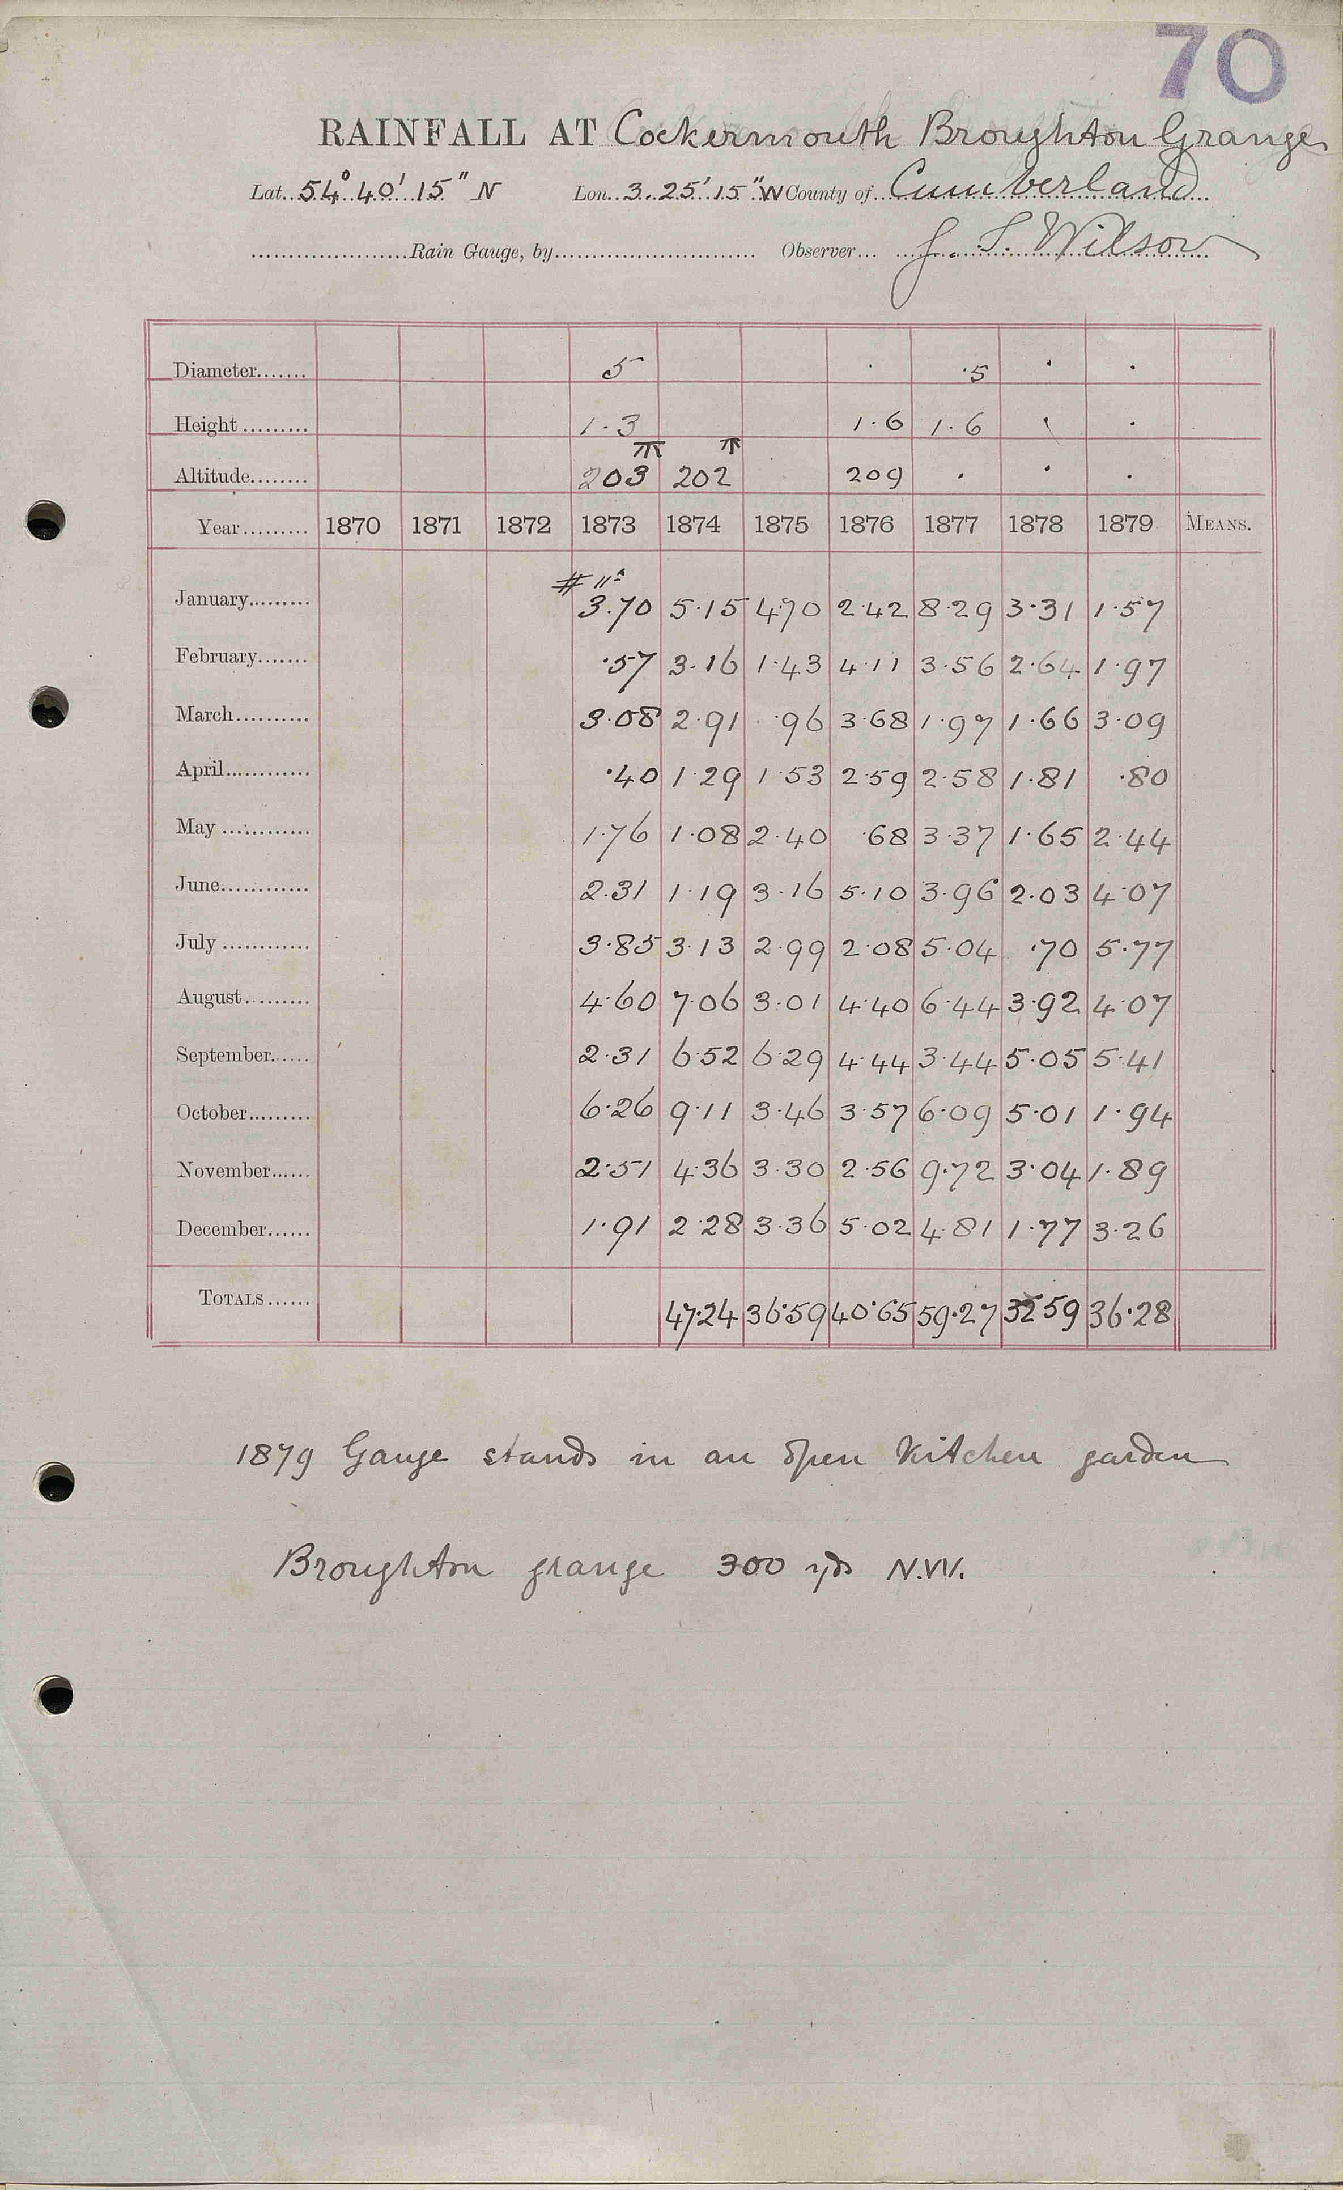 70
RAINFALL AT Cockermouth Broughton Grange
Lat. 54° 40' 15" N Lon. 3. 25' 15" W County of Cumberland
Rain Gauge, by Observer J. S. Wilson
Diameter 5 · ·5 · ·
Height 1·3 1·6 1·6 · ·
Altitude 203 202 209 · · ·
Year 1870 1871 1872 1873 1874 1875 1876 1877 1878 1879 MEANS.
#
January 3.70 5·15 4·70 2·42 8·29 3·31 1·57
February ·57 3·16 1·43 4·11 3·56 2·64 1·97
March 3·08 2·91 ·96 3·68 1·97 1·66 3·09
April ·40 1·29 1·53 2·59 2·58 1·81 ·80
May 1·76 1·08 2·40 ·68 3·37 1·65 2·44
June 2·31 1·19 3·16 5·10 3·96 2·03 4·07
July 3·85 3·13 2·99 2·08 5·04 ·70 5·77
August 4·60 7·06 3·01 4·40 6·44 3·92 4·07
September 2·31 6·52 6·29 4·44 3·44 5·05 5·41
October 6·26 9·11 3·46 3·57 6·09 5·01 1·94
November 2·51 4·36 3·30 2·56 9·72 3·04 1·89
December 1·91 2·28 3·36 5·02 4·81 1·77 3·26
TOTALS 47·24 36·59 40·65 59·27 32 59 36·28
1879 Gauge stands in an open Kitchen garden
Broughton grange 300 yds N.W.